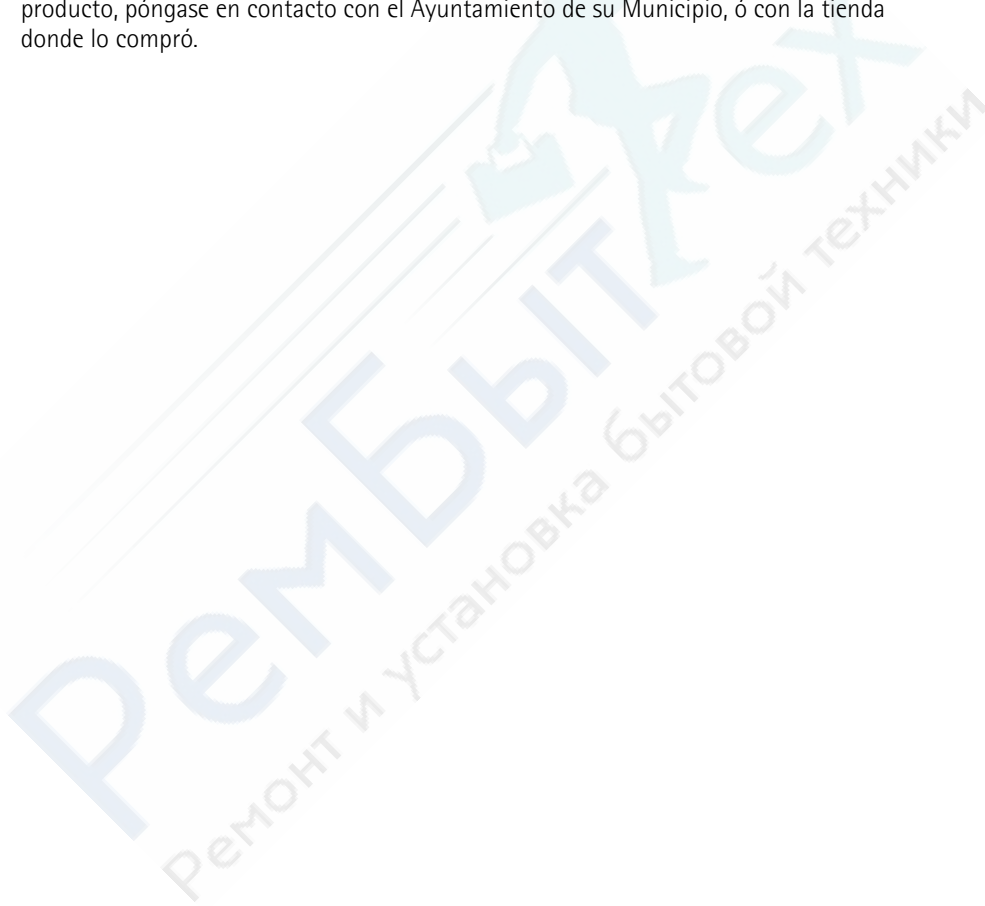 producto, póngase en contacto con el Ayuntamiento de su Municipio, ó con la tienda
donde lo compró.
РемБытТех
Ремонт и установка бытовой техники